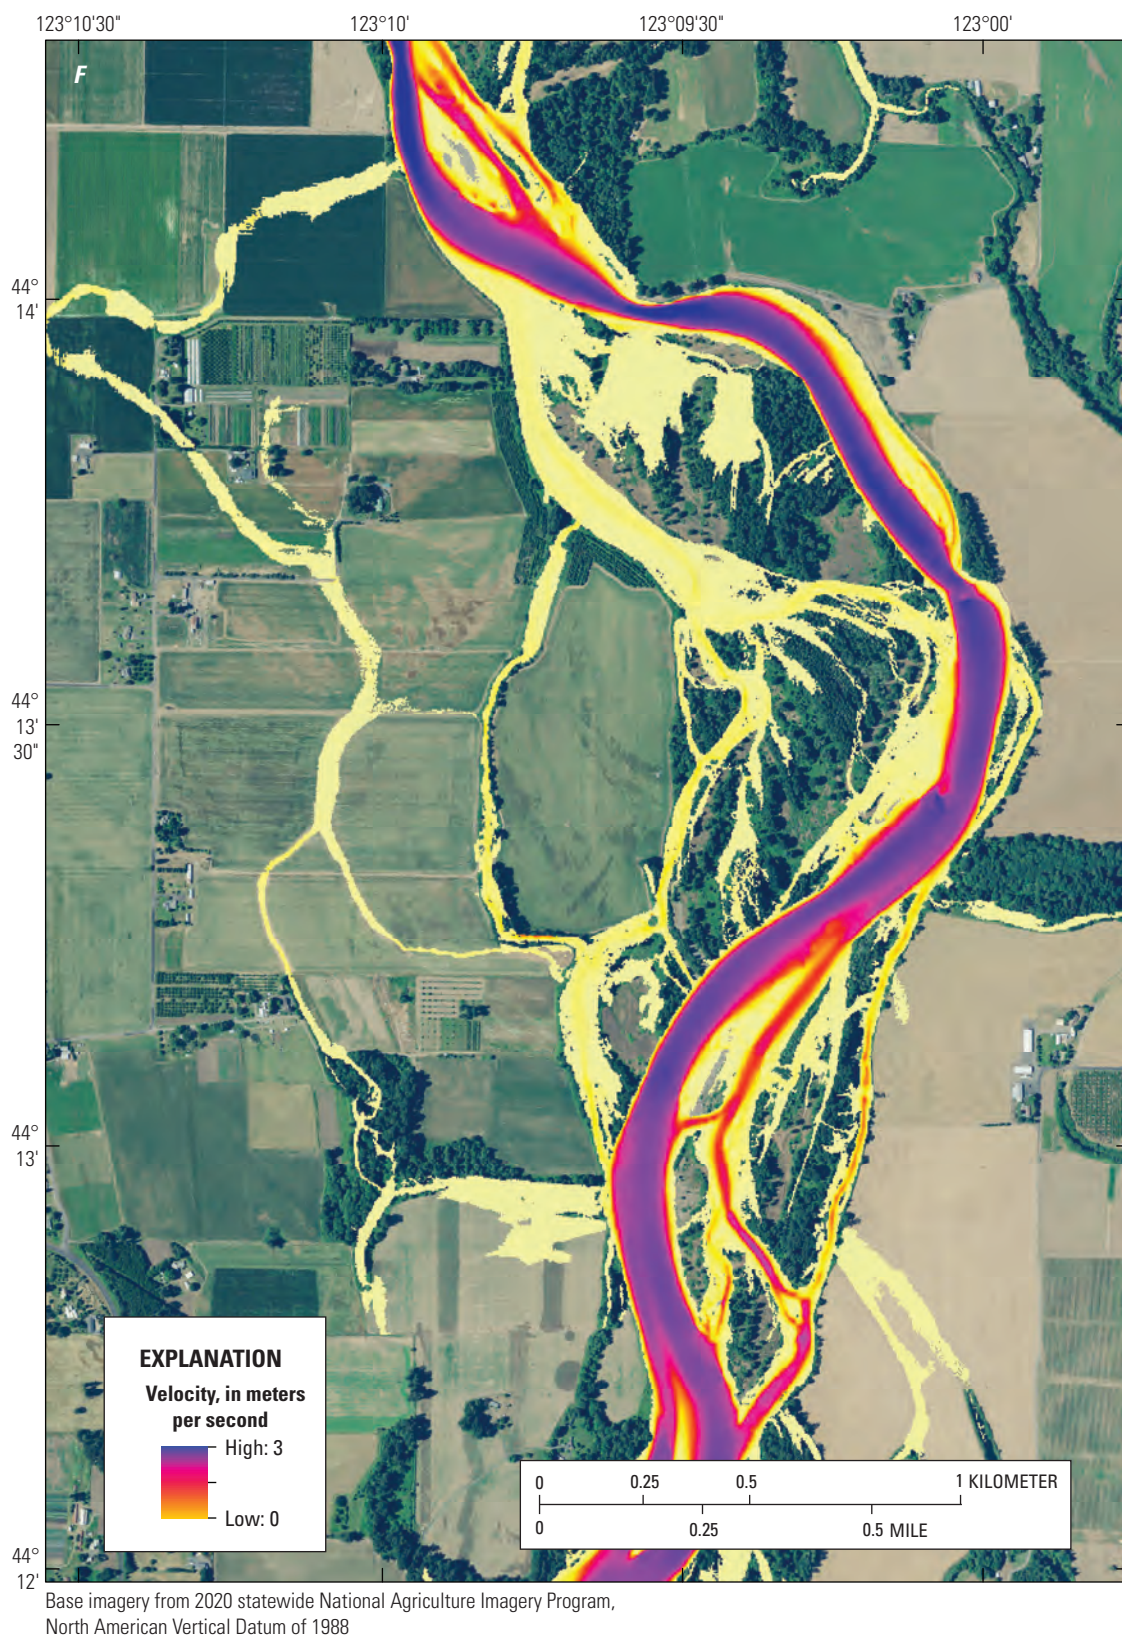 123°10'30"
123°10'
123°09'30"
123°00'
F
44°
14'
44°
13'
30"
44°
13'
44°
12'
EXPLANATION
Velocity, in meters
per second
High: 3
Low: 0
0 0.25 0.5 1 KILOMETER
0 0.25 0.5 MILE
Base imagery from 2020 statewide National Agriculture Imagery Program,
North American Vertical Datum of 1988